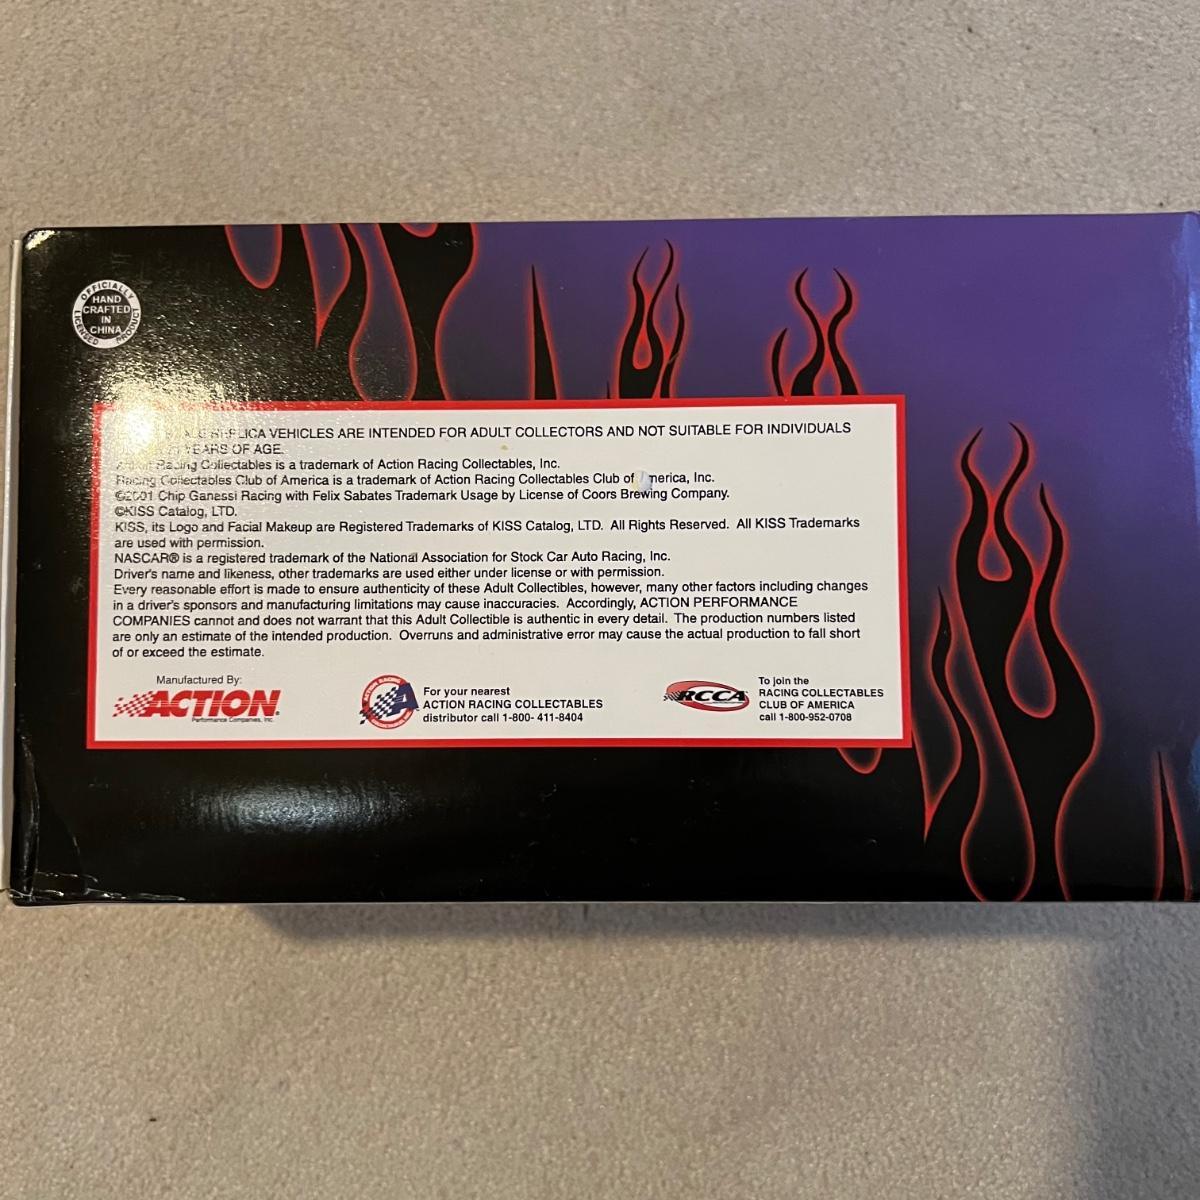 OFFICIALLY LICENSED PRODUCT
HAND
CRAFTED
IN
CHINA
REPLICA VEHICLES ARE INTENDED FOR ADULT COLLECTORS AND NOT SUITABLE FOR INDIVIDUALS
YEARS OF AGE.
Action Racing Collectables is a trademark of Action Racing Collectables, Inc.
Racing Collectables Club of America is a trademark of Action Racing Collectables Club of America, Inc.
©2001 Chip Ganassi Racing with Felix Sabates Trademark Usage by License of Coors Brewing Company.
©KISS Catalog, LTD.
KISS, its Logo and Facial Makeup are Registered Trademarks of KISS Catalog, LTD. All Rights Reserved. All KISS Trademarks
are used with permission.
NASCAR® is a registered trademark of the National Association for Stock Car Auto Racing, Inc.
Driver's name and likeness, other trademarks are used either under license or with permission.
Every reasonable effort is made to ensure authenticity of these Adult Collectibles, however, many other factors including changes
in a driver's sponsors and manufacturing limitations may cause inaccuracies. Accordingly, ACTION PERFORMANCE
COMPANIES cannot and does not warrant that this Adult Collectible is authentic in every detail. The production numbers listed
are only an estimate of the intended production. Overruns and administrative error may cause the actual production to fall short
of or exceed the estimate.
Manufactured By:
ACTION
Performance Companies, Inc.
For your nearest
ACTION RACING COLLECTABLES
distributor call 1-800- 411-8404
RCCA
To join the
RACING COLLECTABLES
CLUB OF AMERICA
call 1-800-952-0708